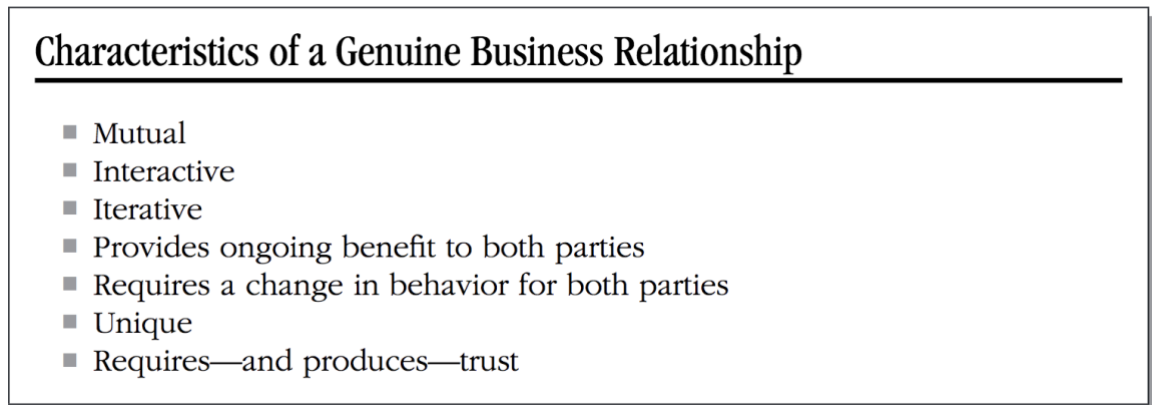 Characteristics of a Genuine Business Relationship
■ Mutual
■ Interactive
■ Iterative
■ Provides ongoing benefit to both parties
■ Requires a change in behavior for both parties
■ Unique
■ Requires—and produces—trust